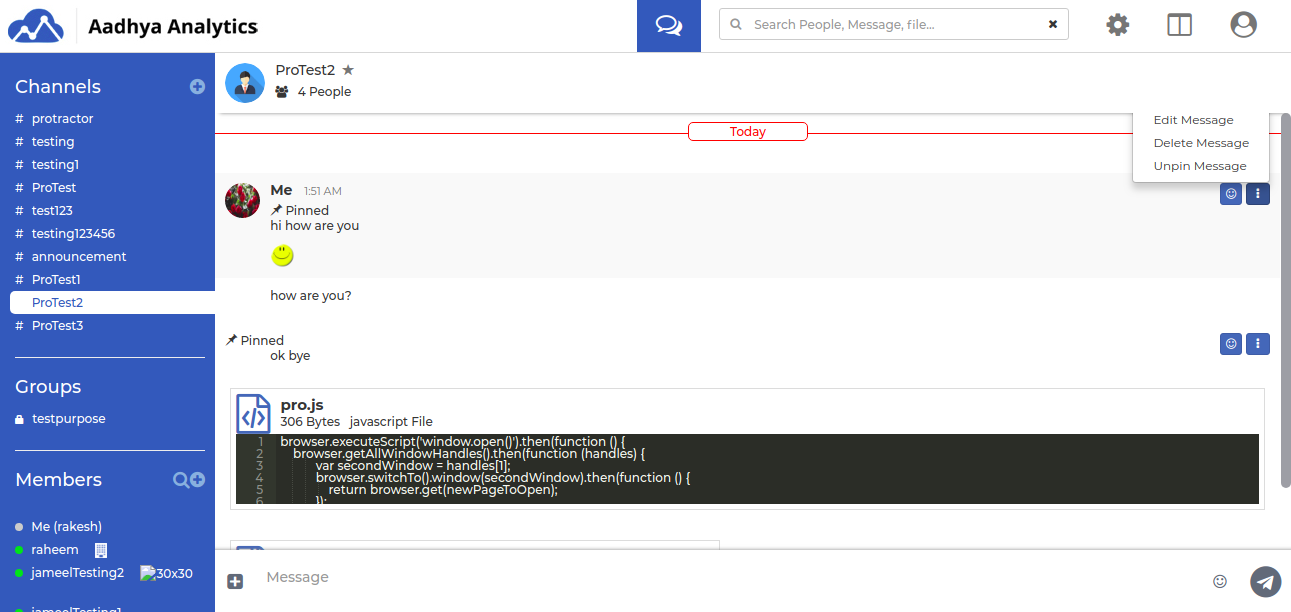 Aadhya Analytics
Search People, Message, file...
Channels
# protractor
# testing
# testing1
# ProTest
# test123
# testing123456
# announcement
# ProTest1
ProTest2
# ProTest3
Groups
testpurpose
Members
Me (rakesh)
raheem
jameelTesting2 30x30
jameelTesting1
ProTest2
4 People
Today
Edit Message
Delete Message
Unpin Message
Me 1:51 AM
Pinned
hi how are you
how are you?
Pinned
ok bye
pro.js
306 Bytes javascript File
1 browser.executeScript('window.open()').then(function () {
2 browser.getAllWindowHandles().then(function (handles) {
3 var secondWindow = handles[1];
4 browser.switchTo().window(secondWindow).then(function () {
5 return browser.get(newPageToOpen);
6 });
Message